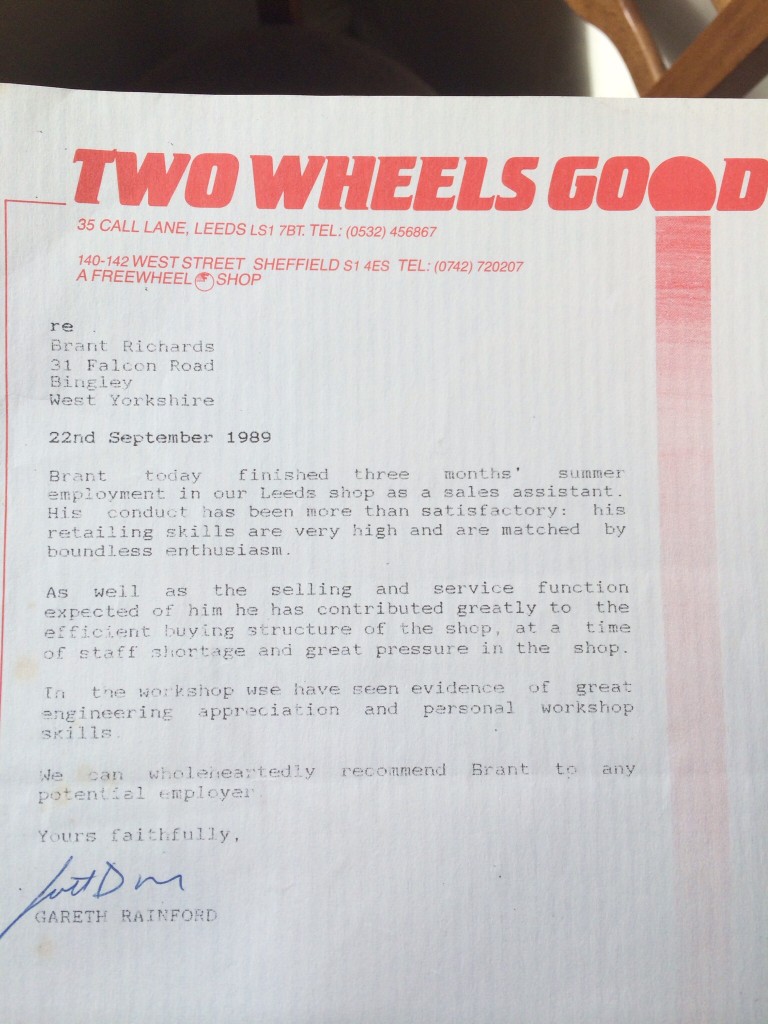 TWO WHEELS GOOD
35 CALL LANE, LEEDS LS1 7BT. TEL: (0532) 456867
140-142 WEST STREET SHEFFIELD S1 4ES TEL: (0742) 720207
A FREEWHEEL SHOP
re
Brant Richards
31 Falcon Road
Bingley
West Yorkshire
22nd September 1989
Brant today finished three months' summer
employment in our Leeds shop as a sales assistant.
His conduct has been more than satisfactory: his
retailing skills are very high and are matched by
boundless enthusiasm.
As well as the selling and service function
expected of him he has contributed greatly to the
efficient buying structure of the shop, at a time
of staff shortage and great pressure in the shop.
In the workshop wse have seen evidence of great
engineering appreciation and personal workshop
skills.
We can wholeheartedly recommend Brant to any
potential employer.
Yours faithfully,
GARETH RAINFORD